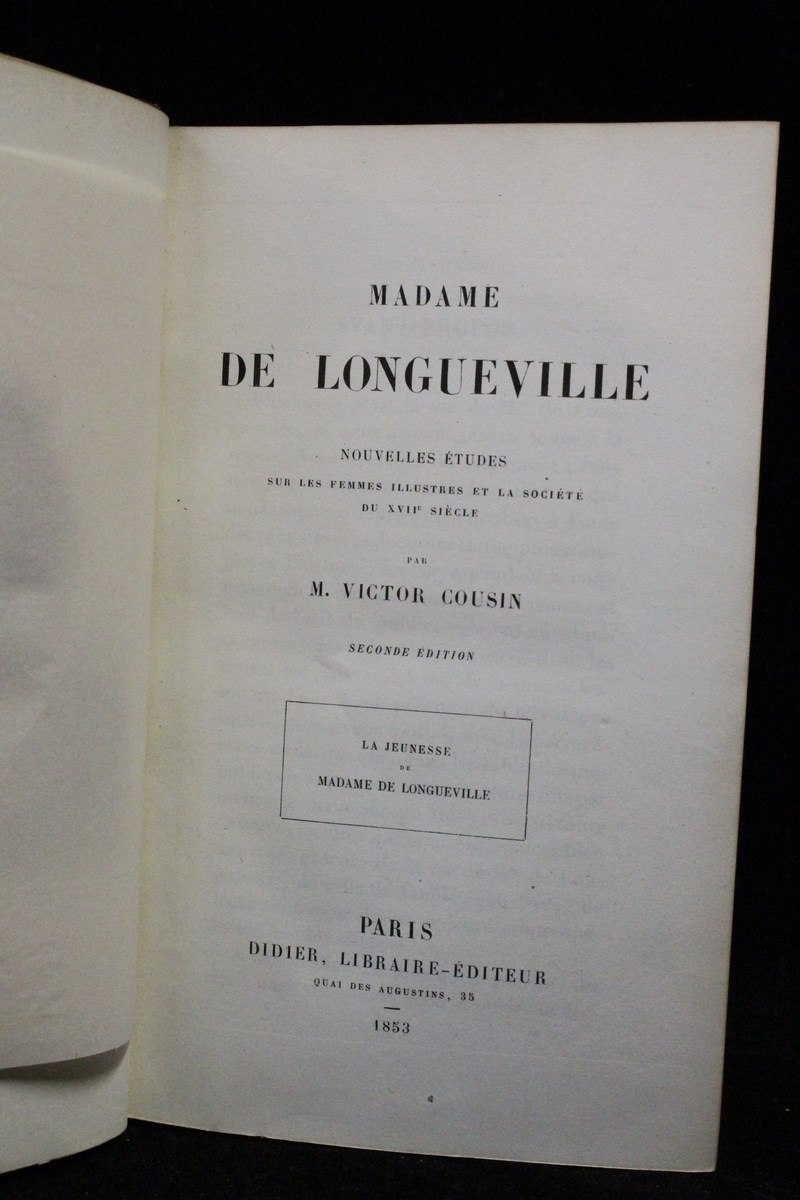 MADAME
DE LONGUEVILLE
NOUVELLES ÉTUDES
SUR LES FEMMES ILLUSTRES ET LA SOCIÉTÉ
DU XVIIe SIÈCLE
PAR
M. VICTOR COUSIN
SECONDE ÉDITION
LA JEUNESSE
DE
MADAME DE LONGUEVILLE
PARIS
DIDIER, LIBRAIRE-ÉDITEUR
QUAI DES AUGUSTINS, 35
1853